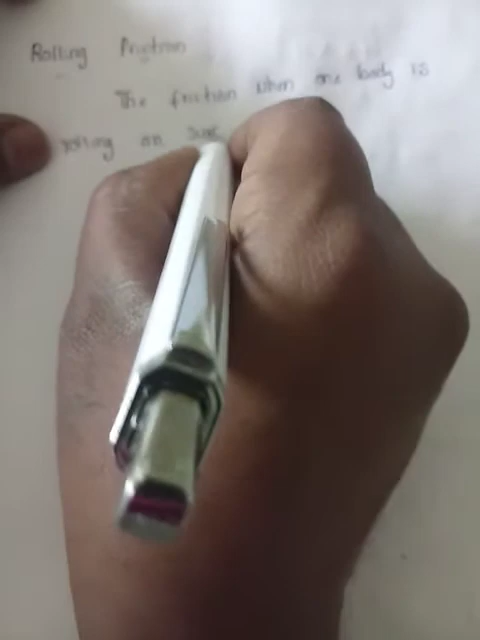 Rolling Friction
The friction when one body is
rolling on